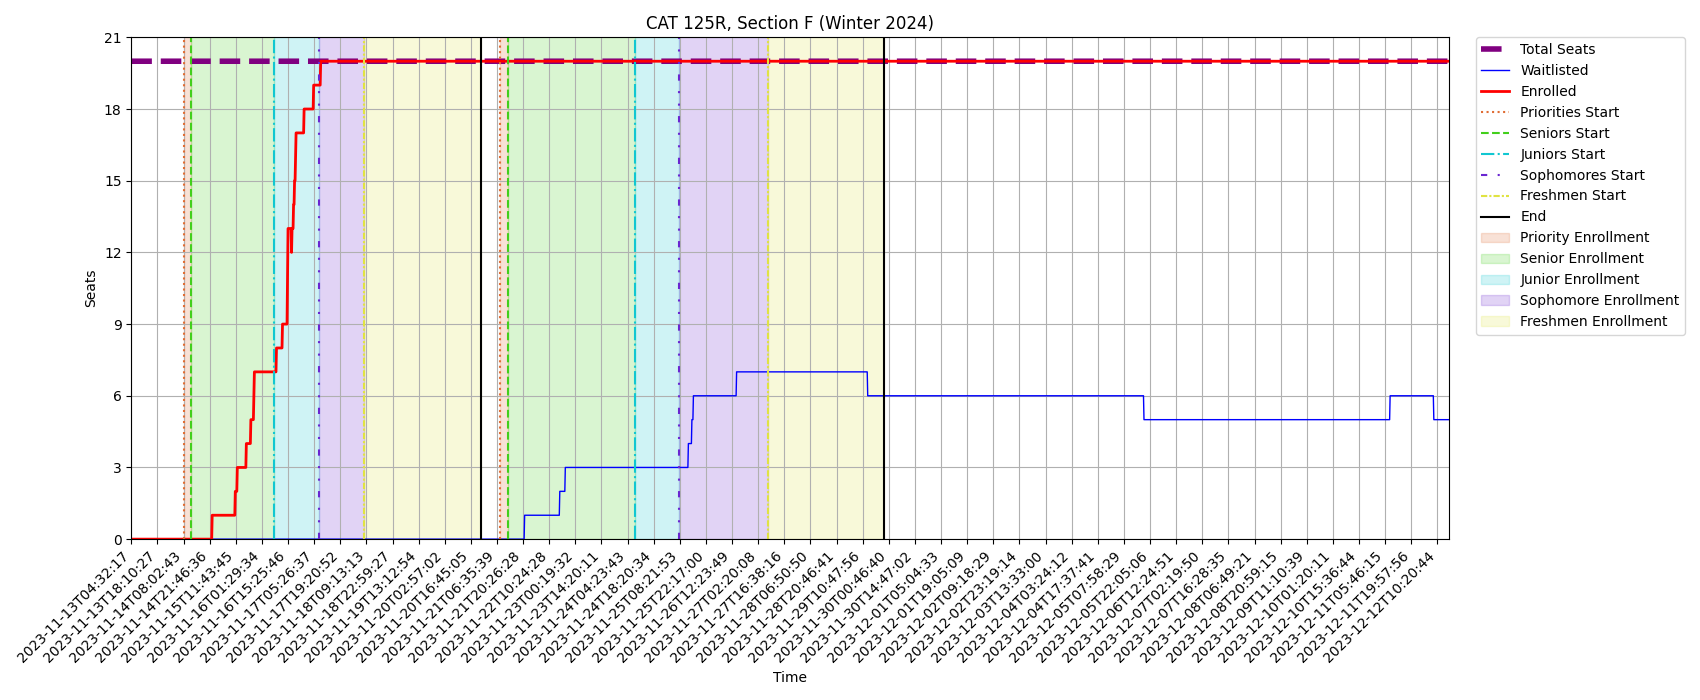 CAT 125R, Section F (Winter 2024)
Seats
21
18
15
12
9
6
3
0
2023-11-13T04:32:17
2023-11-13T18:10:27
2023-11-14T08:02:43
2023-11-14T21:46:36
2023-11-15T11:43:45
2023-11-16T01:29:34
2023-11-16T15:25:46
2023-11-17T05:26:37
2023-11-17T19:20:52
2023-11-18T09:13:13
2023-11-18T22:59:27
2023-11-19T13:12:54
2023-11-20T02:57:02
2023-11-20T16:45:05
2023-11-21T06:35:39
2023-11-21T20:26:28
2023-11-22T10:24:28
2023-11-23T00:19:32
2023-11-23T14:20:11
2023-11-24T04:23:43
2023-11-24T18:20:34
2023-11-25T08:21:53
2023-11-25T22:17:00
2023-11-26T12:23:49
2023-11-27T02:20:08
2023-11-27T16:38:16
2023-11-28T06:50:50
2023-11-28T20:46:41
2023-11-29T10:47:56
2023-11-30T00:46:40
2023-11-30T14:47:02
2023-12-01T05:04:33
2023-12-01T19:05:09
2023-12-02T09:18:29
2023-12-02T23:19:14
2023-12-03T13:33:00
2023-12-04T03:24:12
2023-12-04T17:37:41
2023-12-05T07:58:29
2023-12-05T22:05:06
2023-12-06T12:24:51
2023-12-07T02:19:50
2023-12-07T16:28:35
2023-12-08T06:49:21
2023-12-08T20:59:15
2023-12-09T11:10:39
2023-12-10T01:20:11
2023-12-10T15:36:44
2023-12-11T05:46:15
2023-12-11T19:57:56
2023-12-12T10:20:44
Time
Total Seats
Waitlisted
Enrolled
Priorities Start
Seniors Start
Juniors Start
Sophomores Start
Freshmen Start
End
Priority Enrollment
Senior Enrollment
Junior Enrollment
Sophomore Enrollment
Freshmen Enrollment